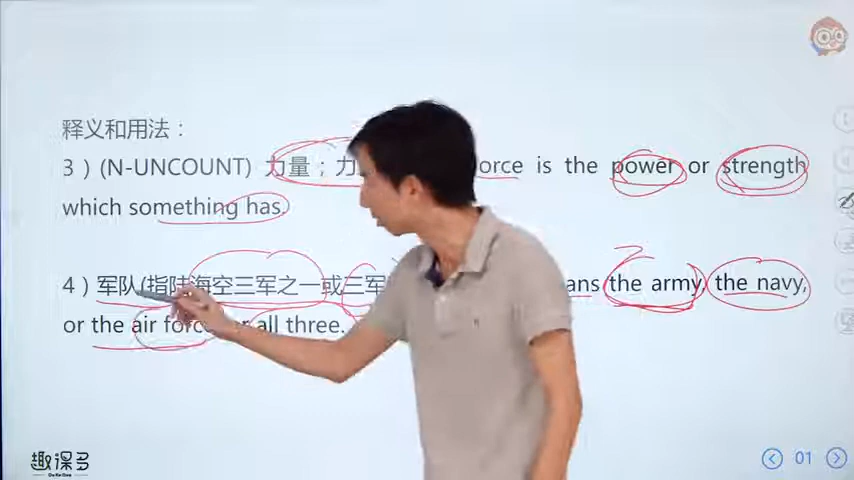 释义和用法：
3）(N-UNCOUNT) 力量；力 orce is the power or strength
which something has.
4）军队(指陆海空三军之一或三军 ans the army, the navy,
or the air force or all three.
趣课多
01